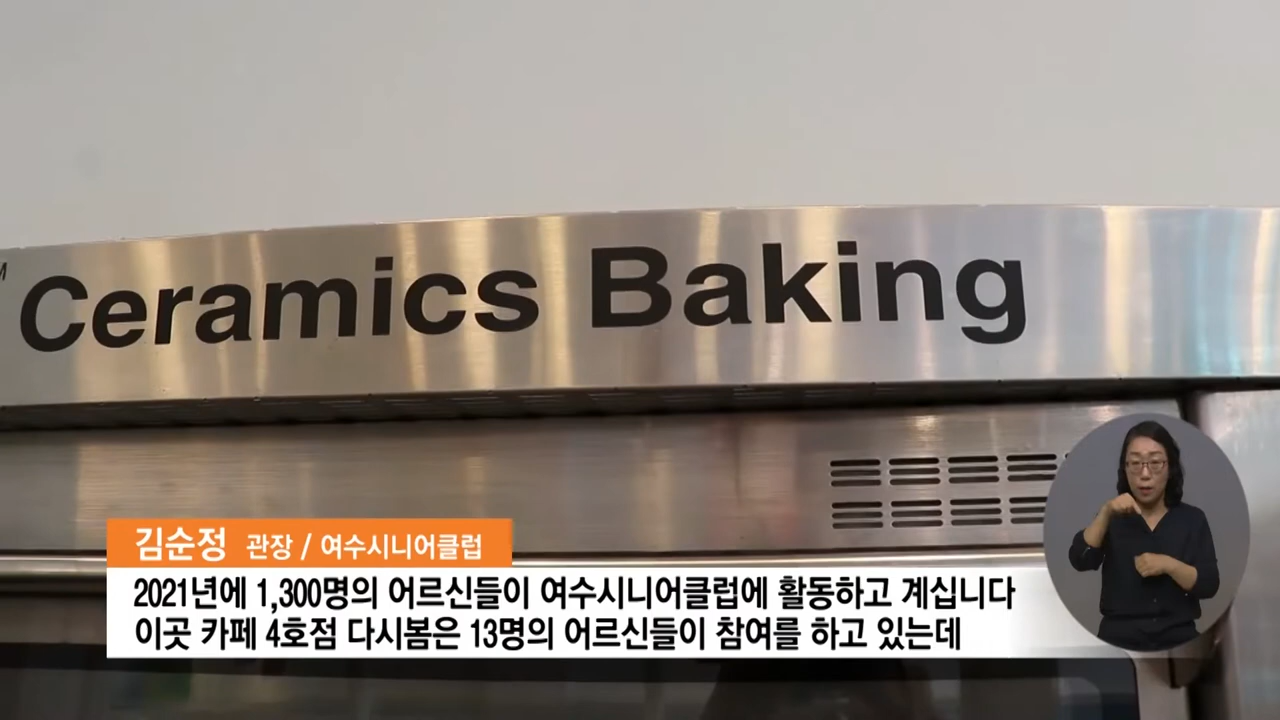 Ceramics Baking
김순정 관장 / 여수시니어클럽
2021년에 1,300명의 어르신들이 여수시니어클럽에 활동하고 계십니다
이곳 카페 4호점 다시봄은 13명의 어르신들이 참여를 하고 있는데